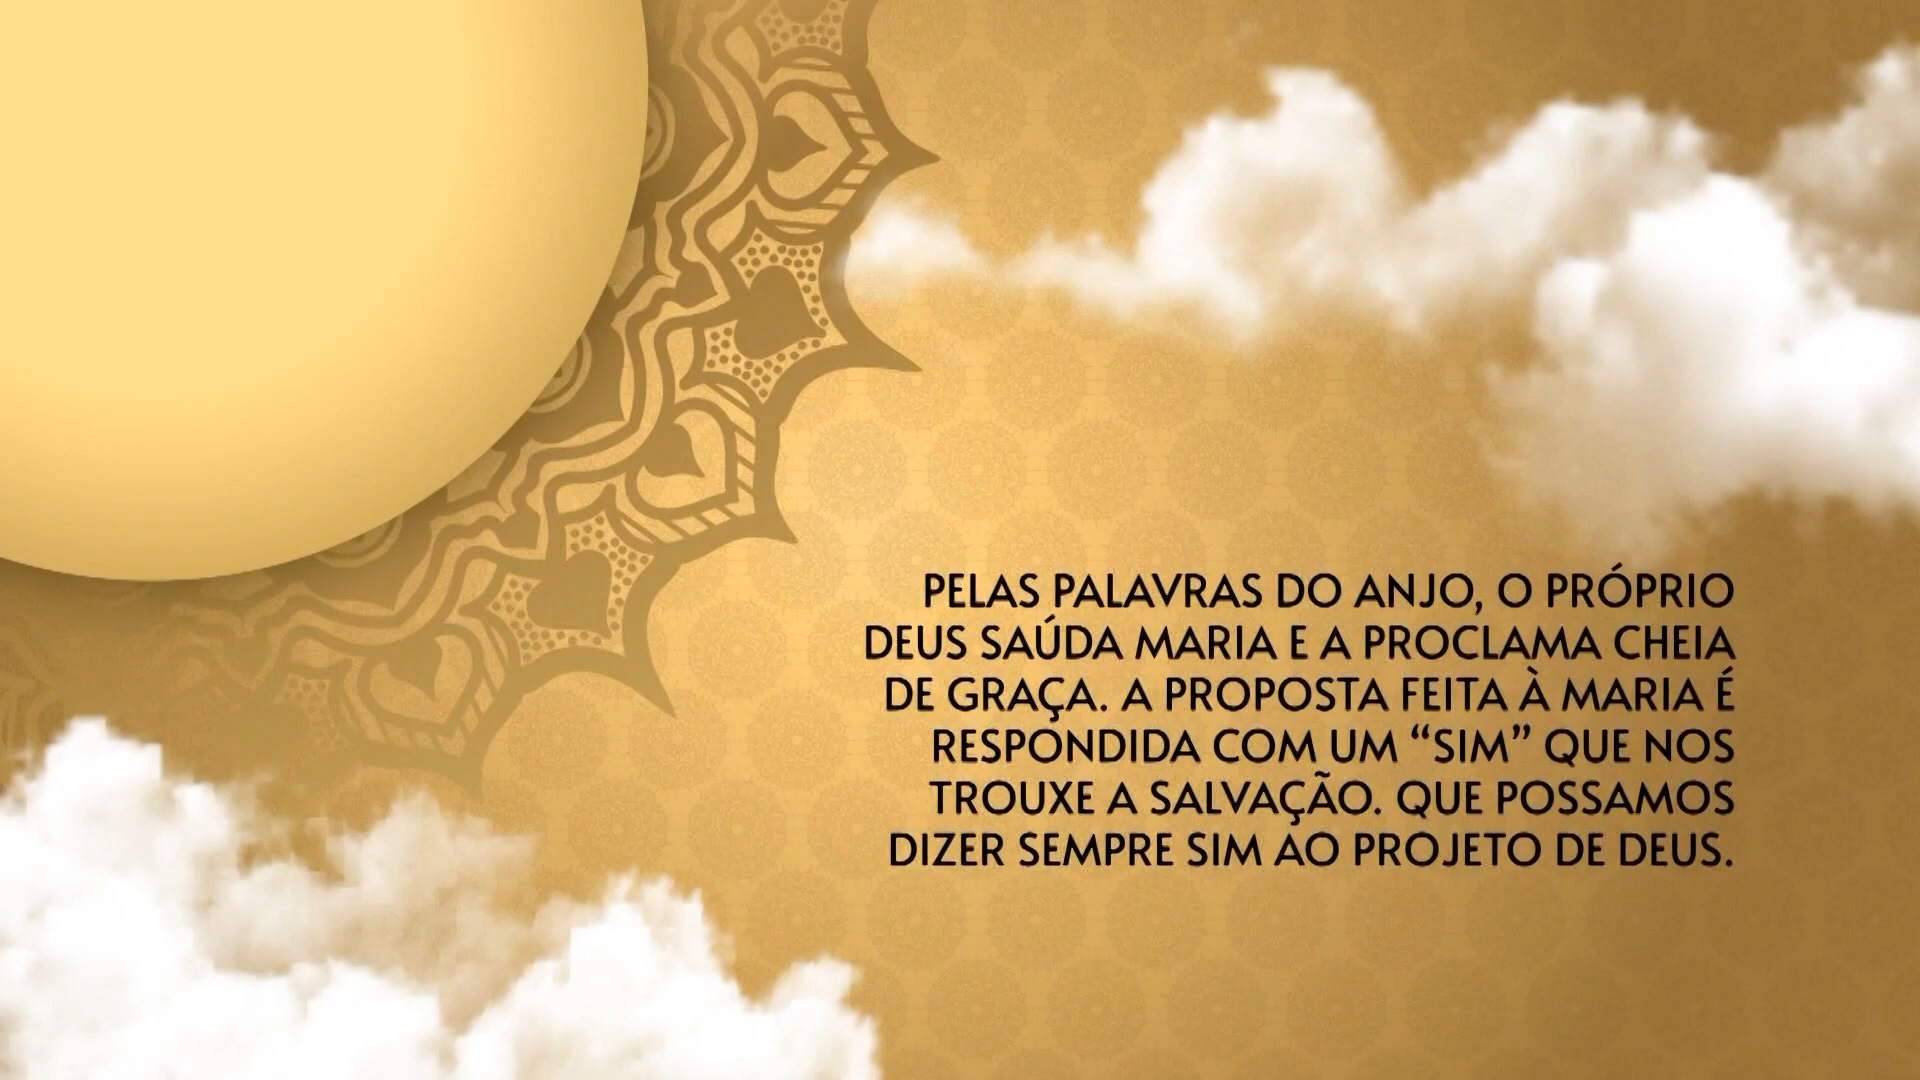 PELAS PALAVRAS DO ANJO, O PRÓPRIO
DEUS SAÚDA MARIA E A PROCLAMA CHEIA
DE GRAÇA. A PROPOSTA FEITA À MARIA É
RESPONDIDA COM UM “SIM” QUE NOS
TROUXE A SALVAÇÃO. QUE POSSAMOS
DIZER SEMPRE SIM AO PROJETO DE DEUS.